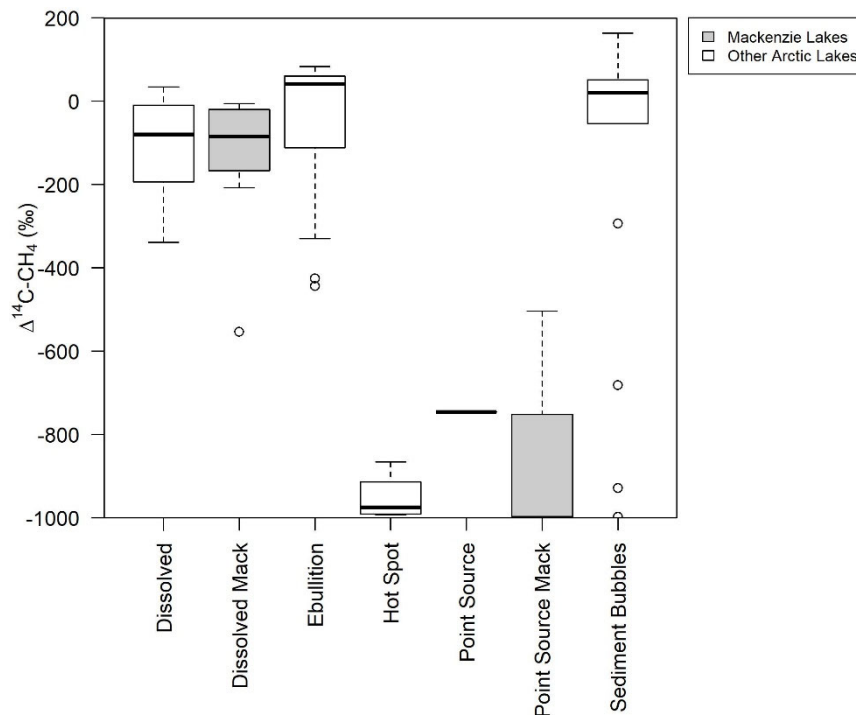 200
0
-200
-400
-600
-800
-1000
Δ14C-CH4 (‰)
Dissolved
Dissolved Mack
Ebullition
Hot Spot
Point Source
Point Source Mack
Sediment Bubbles
Mackenzie Lakes
Other Arctic Lakes